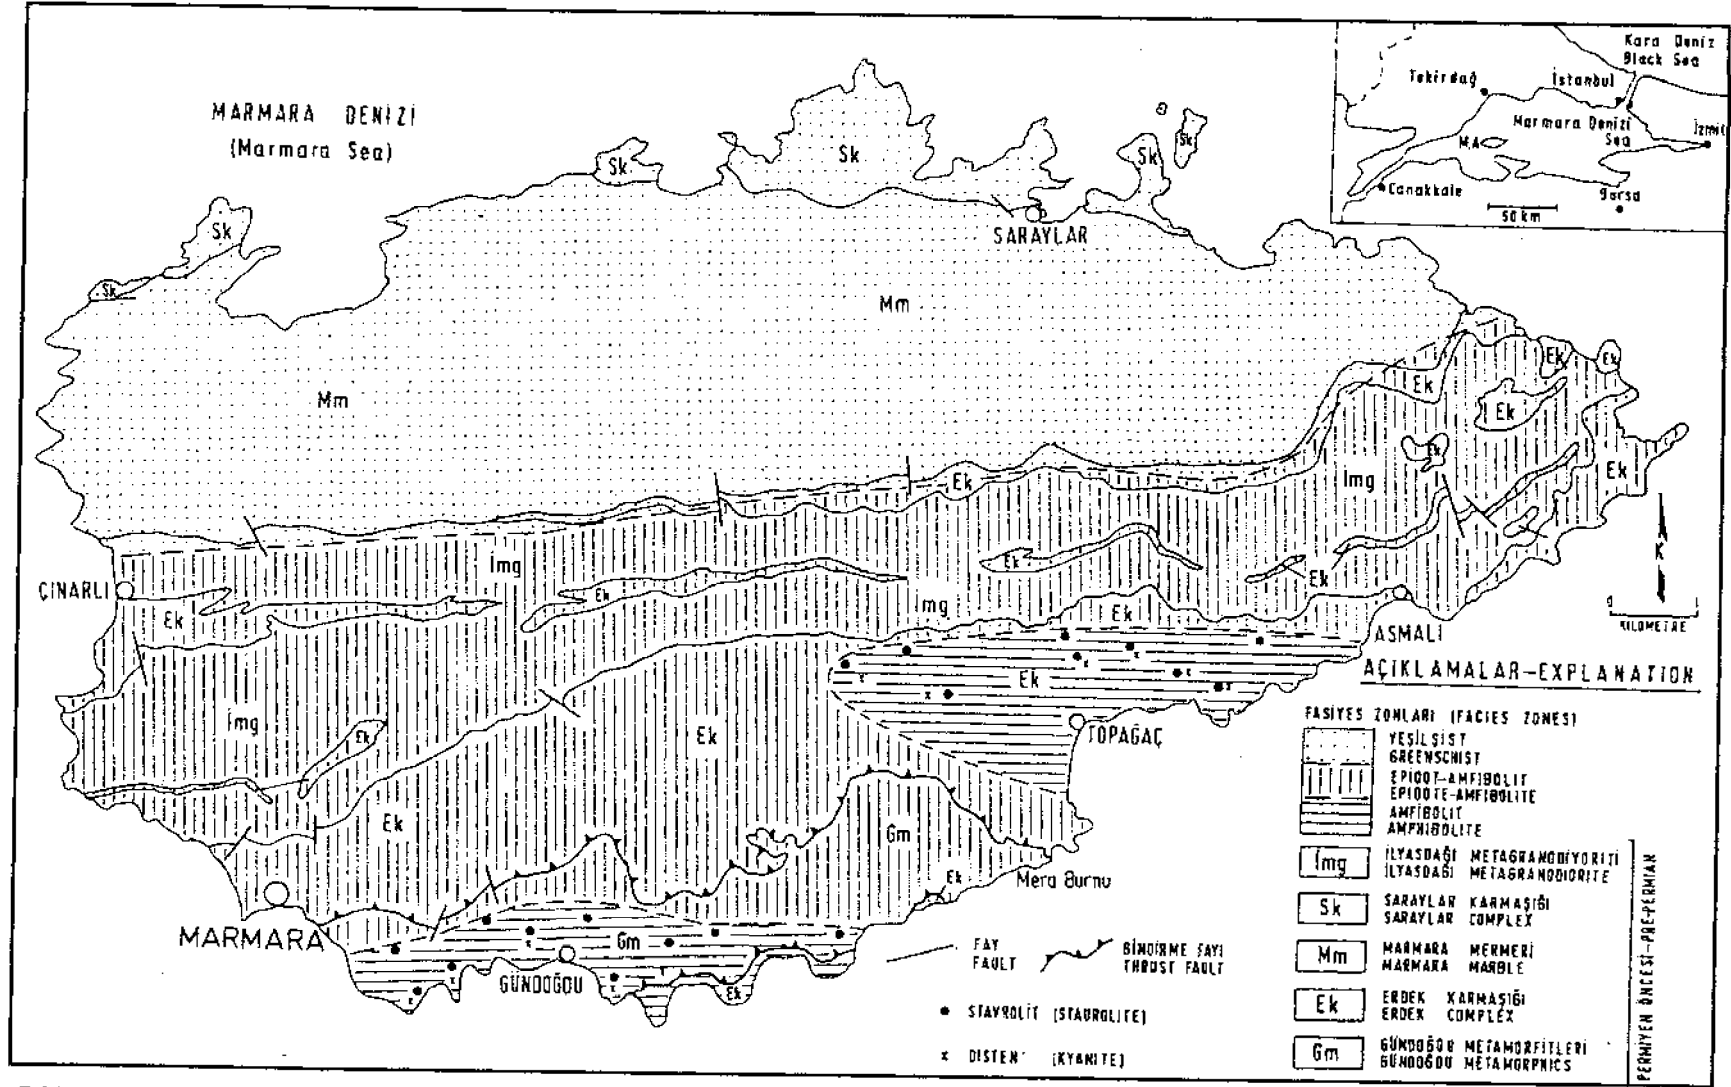 MARMARA DENİZİ
(Marmara Sea)
Kara Deniz
Black Sea
Tekirdağ
İstanbul
Marmara Denizi
Sea
İzmit
MA
Çanakkale
Bursa
50 km
Sk
Sk
Sk
Sk
Sk
Sk
SARAYLAR
Mm
Mm
Ek
Ek
Ek
Ek
Ek
Ek
İmg
Ek
K
İmg
Ek
Ek
ÇINARLI
Ek
Ek
İmg
Ek
0
1
KILOMETRE
ASMALI
Ek
İmg
Ek
Ek
TOPAĞAÇ
Ek
Gm
Ek
Mera Burnu
MARMARA
Gm
GÜNDOĞDU
Ek
AÇIKLAMALAR-EXPLANATION
FASİYES ZONLARI (FACIES ZONES)
YEŞİLŞİST
GREENSCHIST
EPİDOT-AMFİBOLİT
EPIDOTE-AMFIBOLITE
AMFİBOLİT
AMPHIBOLITE
İmg
İLYASDAĞI METAGRANODİYORİTİ
İLYASDAĞI METAGRANODIORITE
Sk
SARAYLAR KARMAŞIĞI
SARAYLAR COMPLEX
Mm
MARMARA MERMERİ
MARMARA MARBLE
Ek
ERDEK KARMAŞIĞI
ERDEK COMPLEX
Gm
GÜNDOĞDU METAMORFİTLERİ
GÜNDOĞDU METAMORPHICS
PERMİYEN ÖNCESİ-PRE-PERMIAN
FAY
FAULT
BİNDİRME FAYI
THRUST FAULT
STAVROLİT (STAUROLITE)
x DİSTEN (KYANITE)